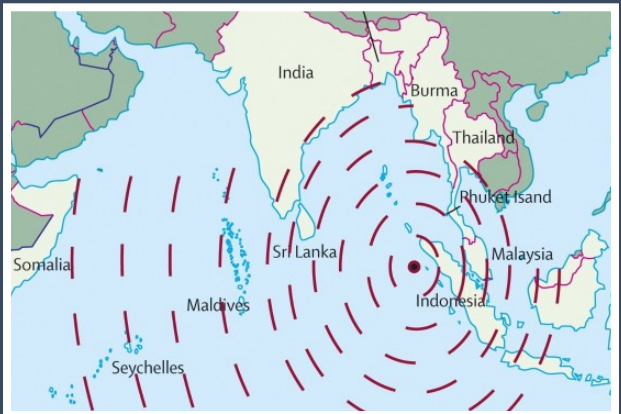 India
Burma
Thailand
Phuket Isand
Sri Lanka
Malaysia
Somalia
Indonesia
Maldives
Seychelles